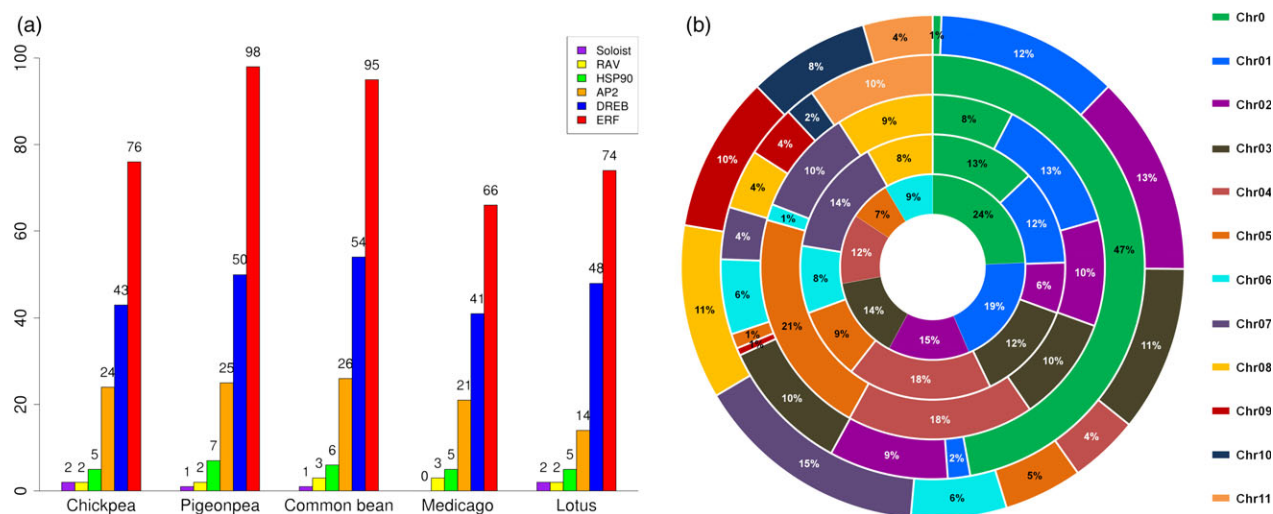 (a)
100
80
60
40
20
0
Soloist
RAV
HSP90
AP2
DREB
ERF
2 2 5 24 43 76
1 2 7 25 50 98
1 3 6 26 54 95
0 3 5 21 41 66
2 2 5 14 48 74
Chickpea Pigeonpea Common bean Medicago Lotus
(b)
1% 12% 13% 11% 4% 5% 6% 15% 11% 10% 8% 4%
47% 2% 9% 10% 1% 1% 6% 4% 4% 4% 2% 10%
8% 13% 10% 10% 18% 21% 1% 10% 9%
13% 12% 6% 12% 18% 9% 8% 14% 8%
24% 19% 15% 14% 12% 7% 9%
Chr0
Chr01
Chr02
Chr03
Chr04
Chr05
Chr06
Chr07
Chr08
Chr09
Chr10
Chr11